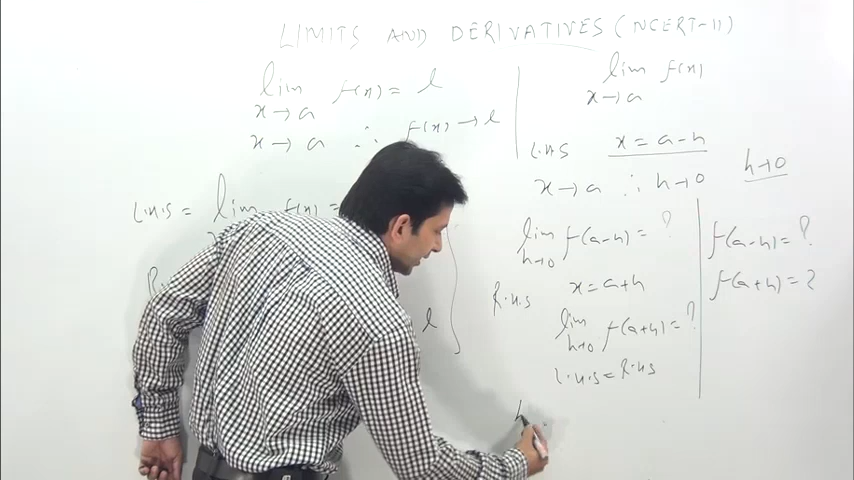 LIMITS AND DERIVATIVES (NCERT-11)
lim f(x) = l
x→a
x→a ∴ f(x)→l
L.H.S = lim f(x) =
R.
l
lim f(x)
x→a
L.H.S x = a-h
x→a ∴ h→0 h→0
lim f(a-h) = ?
h→0
R.H.S x = a+h
lim f(a+h) = ?
h→0
L.H.S = R.H.S
f(a-h) = ?
f(a+h) = ?